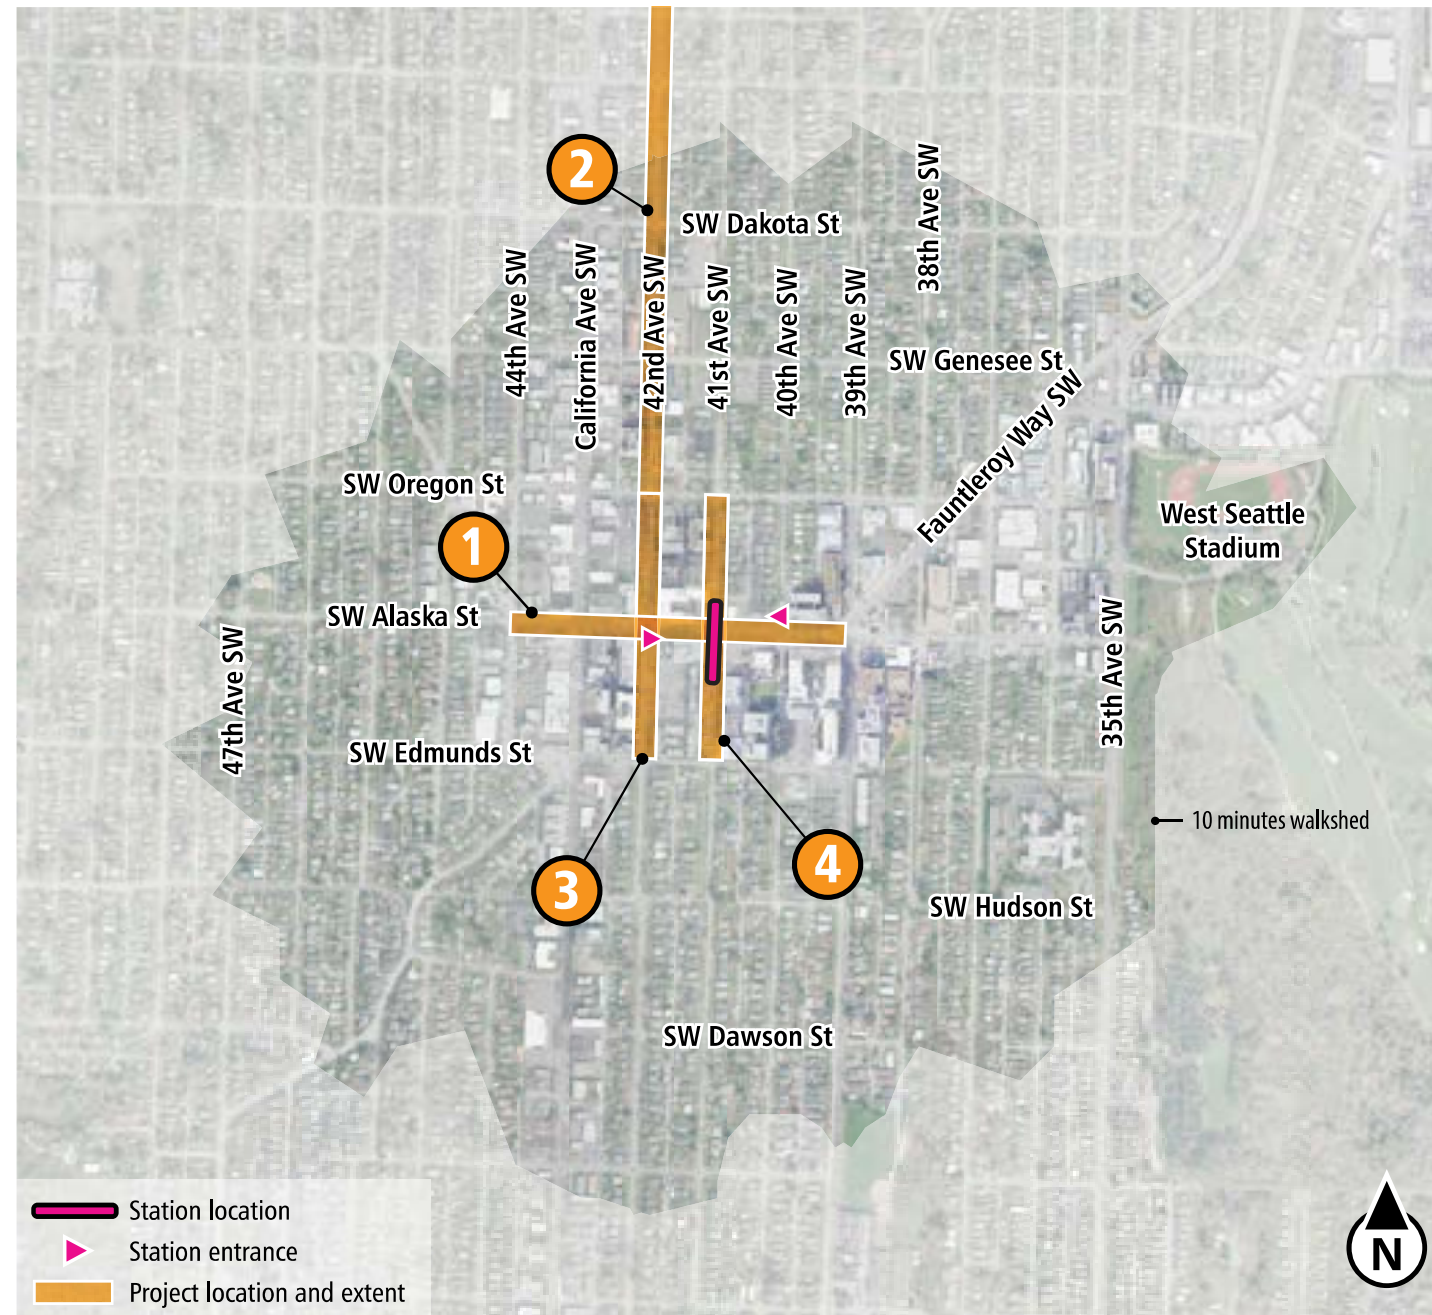 2
SW Dakota St
38th Ave SW
44th Ave SW
California Ave SW
42nd Ave SW
41st Ave SW
40th Ave SW
39th Ave SW
SW Genesee St
Fauntleroy Way SW
SW Oregon St
1
West Seattle
Stadium
SW Alaska St
47th Ave SW
35th Ave SW
SW Edmunds St
10 minutes walkshed
3
4
SW Hudson St
SW Dawson St
Station location
Station entrance
Project location and extent
N